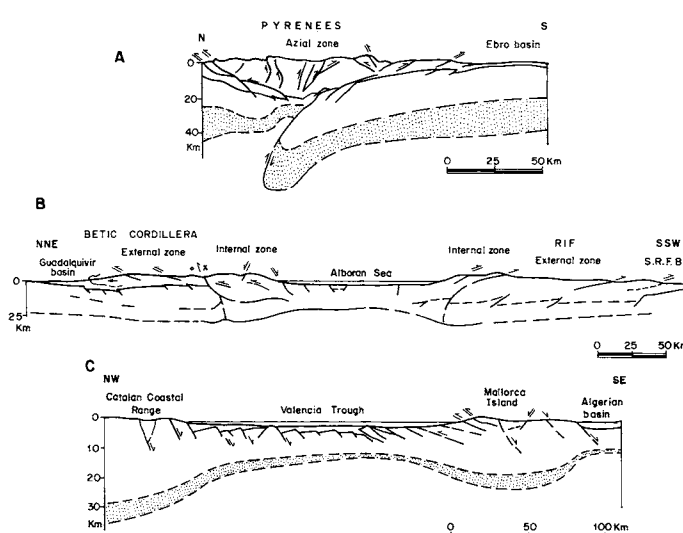 PYRENEES
N
S
A
Axial zone
Ebro basin
0
20
40
Km
0 25 50 Km
B
BETIC CORDILLERA
NNE
External zone
Internal zone
Internal zone
RIF
SSW
Guadalquivir
basin
External zone
S.R.F.B
Alboran Sea
0
25
Km
0 25 50 Km
C
NW
SE
Catalan Coastal
Range
Valencia Trough
Mallorca
Island
Algerian
basin
0
10
20
30
Km
0 50 100 Km